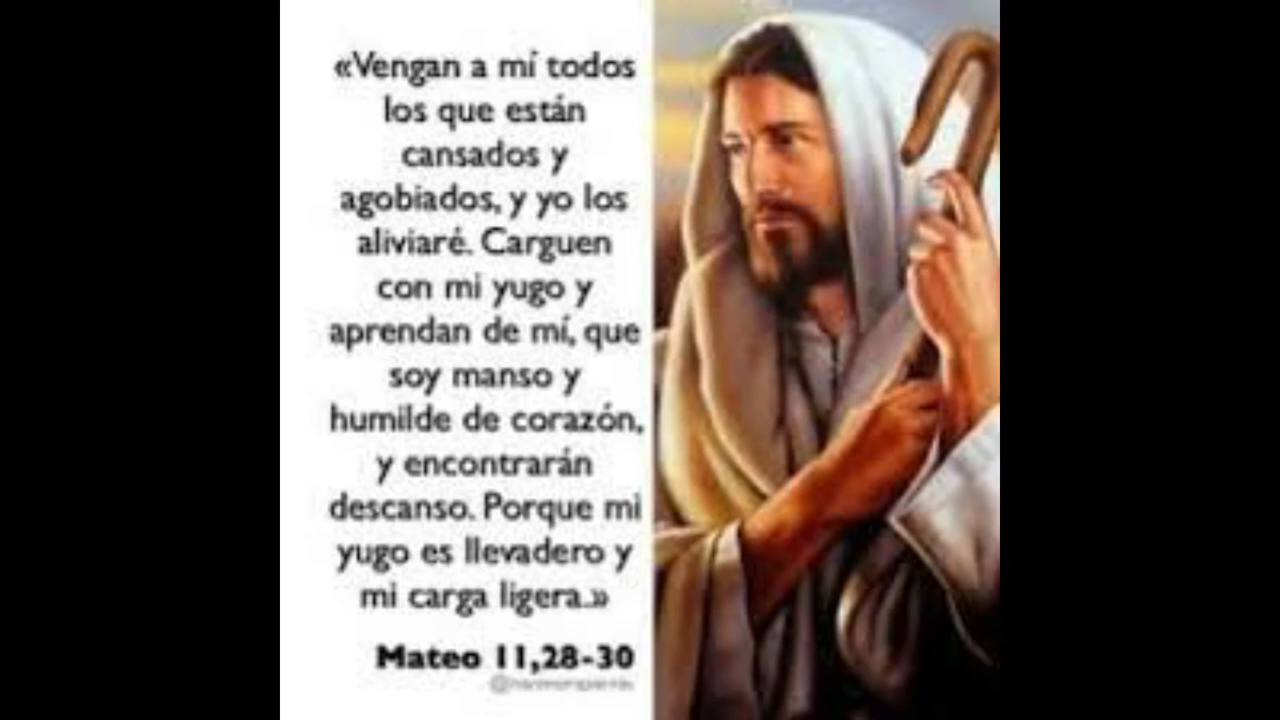 «Vengan a mí todos
los que están
cansados y
agobiados, y yo los
aliviaré. Carguen
con mi yugo y
aprendan de mí, que
soy manso y
humilde de corazón,
y encontrarán
descanso. Porque mi
yugo es llevadero y
mi carga ligera.»
Mateo 11,28-30